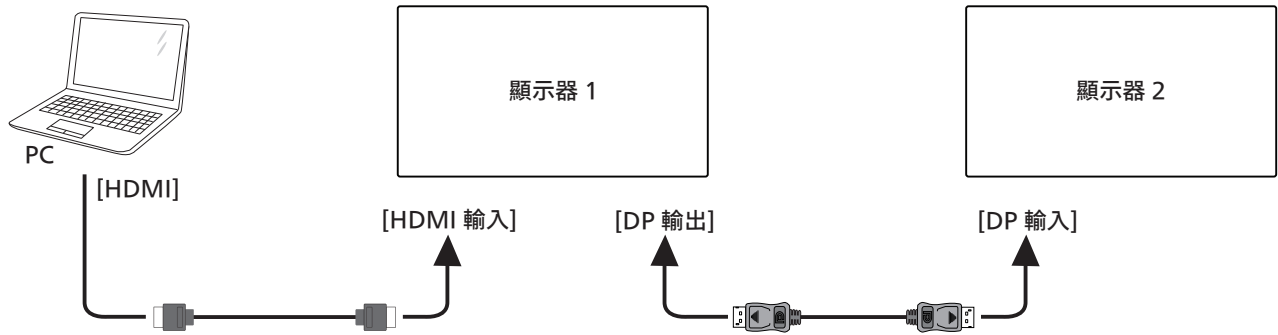 顯示器 1
顯示器 2
PC
[HDMI]
[HDMI 輸入]
[DP 輸出]
[DP 輸入]